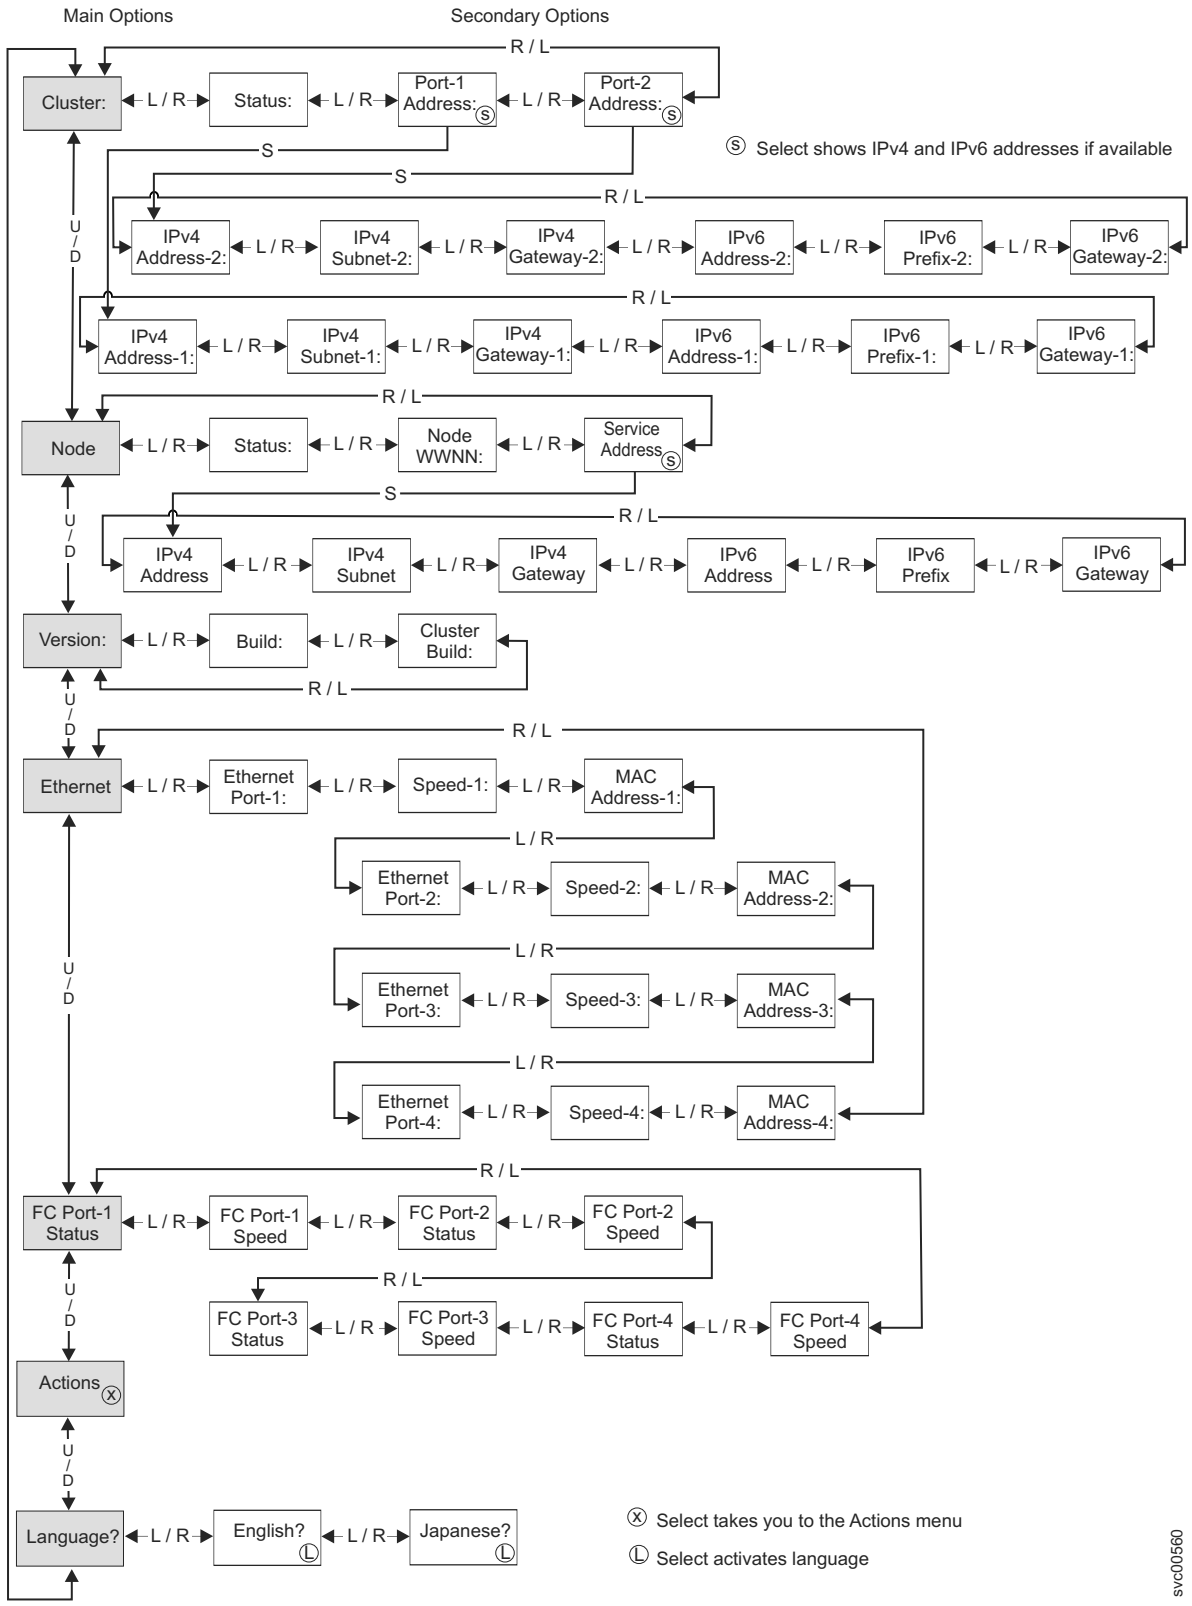 Main Options
Secondary Options
R / L
Cluster:
L / R
Status:
L / R
Port-1
Address:
S
L / R
Port-2
Address:
S
S Select shows IPv4 and IPv6 addresses if available
S
S
U / D
R / L
IPv4
Address-2:
L / R
IPv4
Subnet-2:
L / R
IPv4
Gateway-2:
L / R
IPv6
Address-2:
L / R
IPv6
Prefix-2:
L / R
IPv6
Gateway-2:
R / L
IPv4
Address-1:
L / R
IPv4
Subnet-1:
L / R
IPv4
Gateway-1:
L / R
IPv6
Address-1:
L / R
IPv6
Prefix-1:
L / R
IPv6
Gateway-1:
R / L
Node
L / R
Status:
L / R
Node
WWNN:
L / R
Service
Address
S
S
U / D
R / L
IPv4
Address
L / R
IPv4
Subnet
L / R
IPv4
Gateway
L / R
IPv6
Address
L / R
IPv6
Prefix
L / R
IPv6
Gateway
Version:
L / R
Build:
L / R
Cluster
Build:
R / L
U / D
R / L
Ethernet
L / R
Ethernet
Port-1:
L / R
Speed-1:
L / R
MAC
Address-1:
L / R
Ethernet
Port-2:
L / R
Speed-2:
L / R
MAC
Address-2:
L / R
Ethernet
Port-3:
L / R
Speed-3:
L / R
MAC
Address-3:
L / R
Ethernet
Port-4:
L / R
Speed-4:
L / R
MAC
Address-4:
U / D
R / L
FC Port-1
Status
L / R
FC Port-1
Speed
L / R
FC Port-2
Status
L / R
FC Port-2
Speed
R / L
FC Port-3
Status
L / R
FC Port-3
Speed
L / R
FC Port-4
Status
L / R
FC Port-4
Speed
U / D
Actions
X
U / D
Language?
L / R
English?
L
L / R
Japanese?
L
X Select takes you to the Actions menu
L Select activates language
svc00560